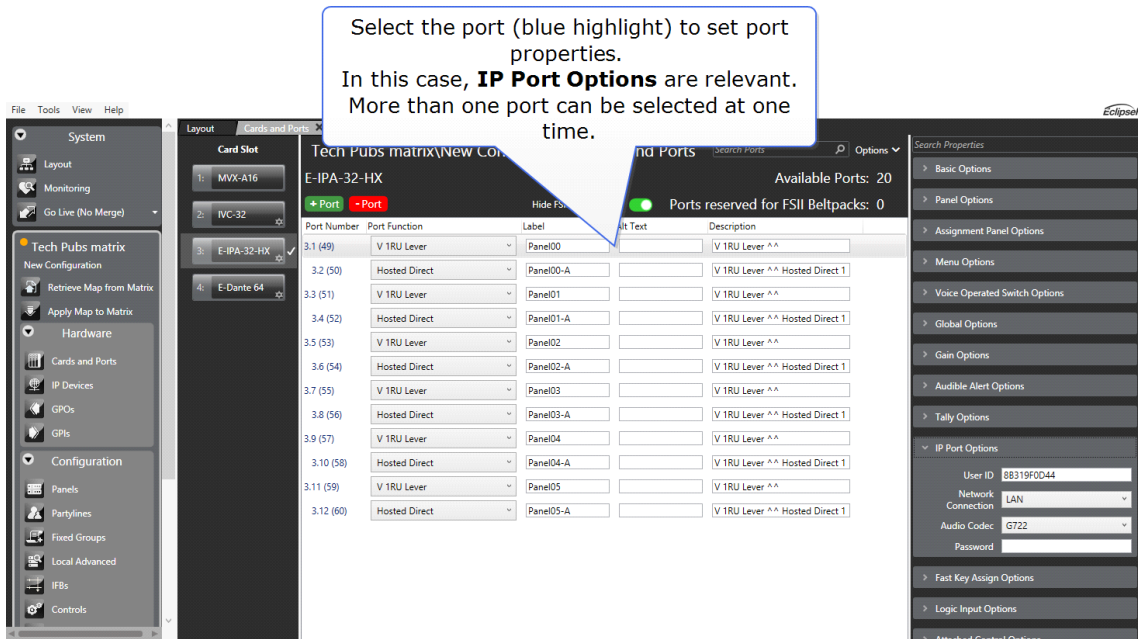 Select the port (blue highlight) to set port
properties.
In this case, IP Port Options are relevant.
More than one port can be selected at one
time.
File Tools View Help
Eclipse
System
Layout
Monitoring
Go Live (No Merge)
Tech Pubs matrix
New Configuration
Retrieve Map from Matrix
Apply Map to Matrix
Hardware
Cards and Ports
IP Devices
GPOs
GPIs
Configuration
Panels
Partylines
Fixed Groups
Local Advanced
IFBs
Controls
Layout Cards and Ports X
Card Slot
1: MVX-A16
2: IVC-32
3: E-IPA-32-HX
4: E-Dante 64
Tech Pubs matrix\New Con nd Ports Search Ports Options
E-IPA-32-HX Available Ports: 20
+ Port - Port Hide FSII Ports reserved for FSII Beltpacks: 0
Port Number Port Function Label Alt Text Description
3.1 (49) V 1RU Lever Panel00 V 1RU Lever ^^
3.2 (50) Hosted Direct Panel00-A V 1RU Lever ^^ Hosted Direct 1
3.3 (51) V 1RU Lever Panel01 V 1RU Lever ^^
3.4 (52) Hosted Direct Panel01-A V 1RU Lever ^^ Hosted Direct 1
3.5 (53) V 1RU Lever Panel02 V 1RU Lever ^^
3.6 (54) Hosted Direct Panel02-A V 1RU Lever ^^ Hosted Direct 1
3.7 (55) V 1RU Lever Panel03 V 1RU Lever ^^
3.8 (56) Hosted Direct Panel03-A V 1RU Lever ^^ Hosted Direct 1
3.9 (57) V 1RU Lever Panel04 V 1RU Lever ^^
3.10 (58) Hosted Direct Panel04-A V 1RU Lever ^^ Hosted Direct 1
3.11 (59) V 1RU Lever Panel05 V 1RU Lever ^^
3.12 (60) Hosted Direct Panel05-A V 1RU Lever ^^ Hosted Direct 1
Search Properties
Basic Options
Panel Options
Assignment Panel Options
Menu Options
Voice Operated Switch Options
Global Options
Gain Options
Audible Alert Options
Tally Options
IP Port Options
User ID 8B319F0D44
Network
Connection LAN
Audio Codec G722
Password
Fast Key Assign Options
Logic Input Options
Attached Control Options